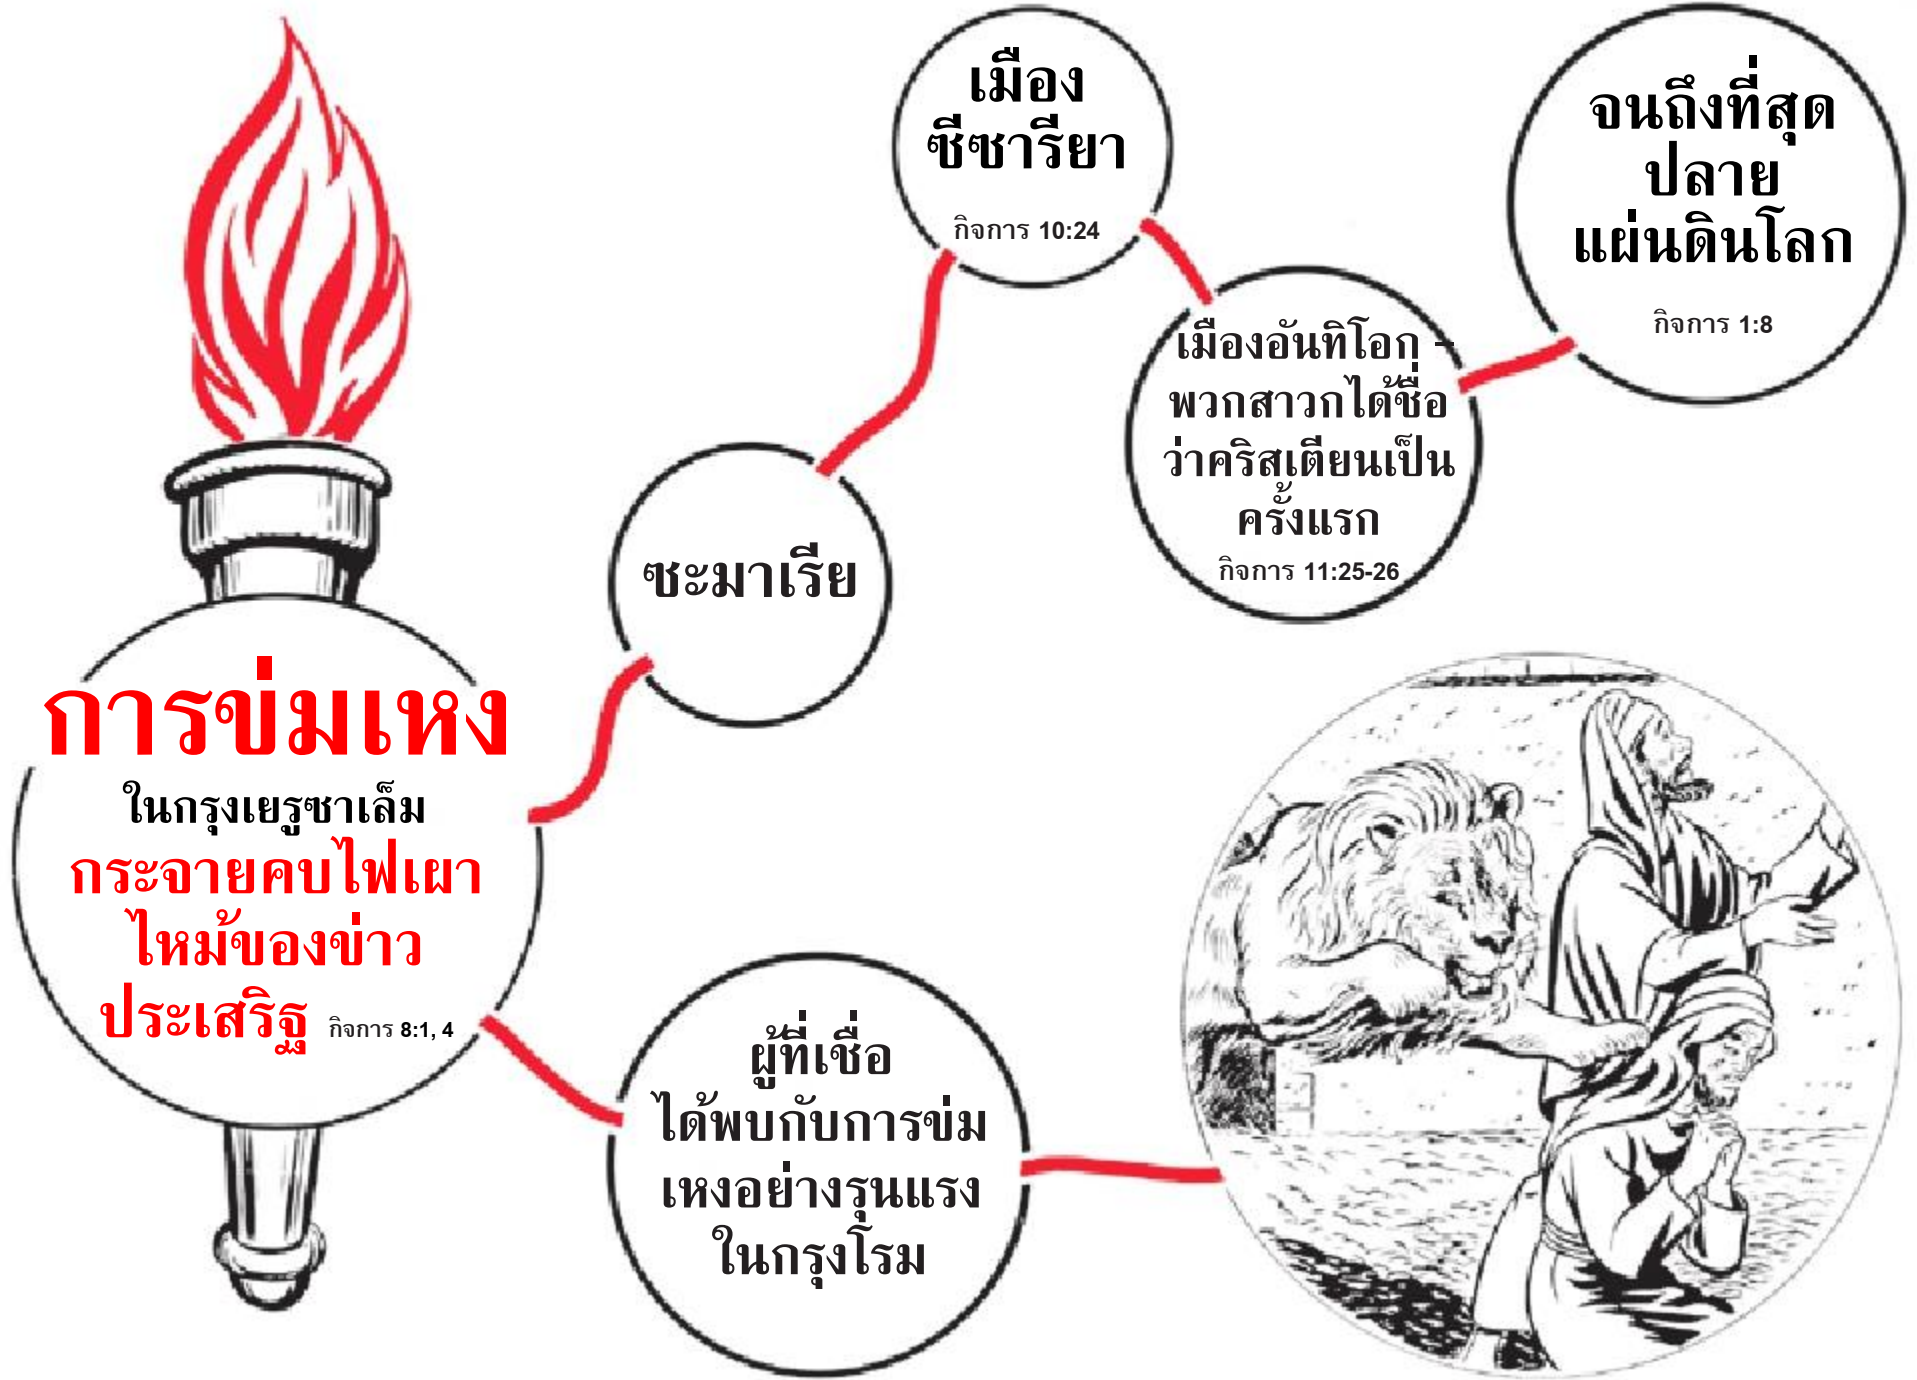 การข่มเหง
ในกรุงเยรูซาเล็ม
กระจายคบไฟเผา
ไหม้ของข่าว
ประเสริฐ กิจการ 8:1, 4
ซะมาเรีย
เมือง
ซีซารียา
กิจการ 10:24
เมืองอันทิโอก –
พวกสาวกได้ชื่อ
ว่าคริสเตียนเป็น
ครั้งแรก
กิจการ 11:25-26
จนถึงที่สุด
ปลาย
แผ่นดินโลก
กิจการ 1:8
ผู้ที่เชื่อ
ได้พบกับการข่ม
เหงอย่างรุนแรง
ในกรุงโรม